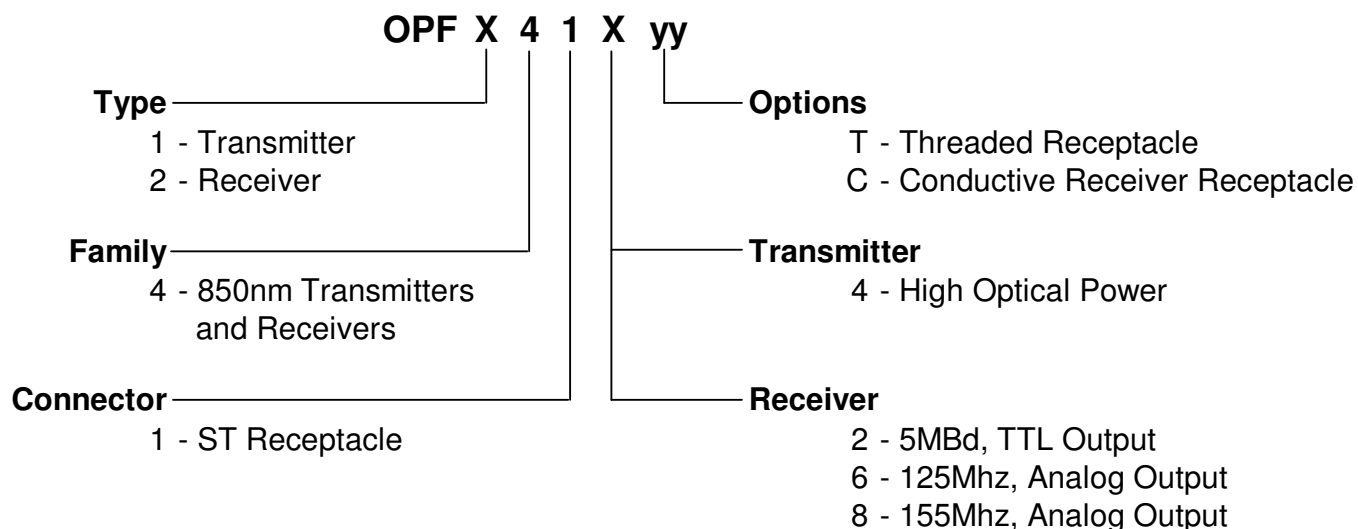 OPF X 4 1 X yy
Type
1 - Transmitter
2 - Receiver
Family
4 - 850nm Transmitters
and Receivers
Connector
1 - ST Receptacle
Options
T - Threaded Receptacle
C - Conductive Receiver Receptacle
Transmitter
4 - High Optical Power
Receiver
2 - 5MBd, TTL Output
6 - 125Mhz, Analog Output
8 - 155Mhz, Analog Output